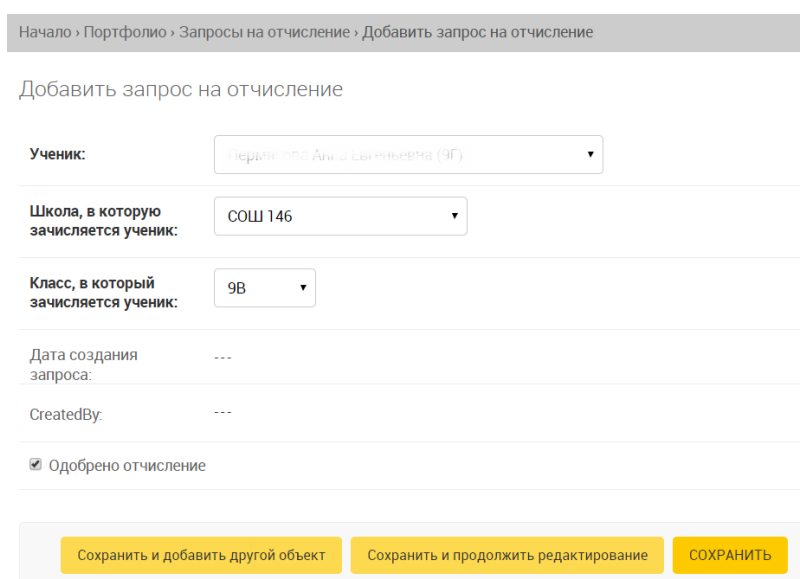 Начало › Портфолио › Запросы на отчисление › Добавить запрос на отчисление
Добавить запрос на отчисление
Ученик:
(9Г)
Школа, в которую
зачисляется ученик:
СОШ 146
Класс, в который
зачисляется ученик:
9В
Дата создания
запроса:
---
CreatedBy:
---
Одобрено отчисление
Сохранить и добавить другой объект
Сохранить и продолжить редактирование
СОХРАНИТЬ